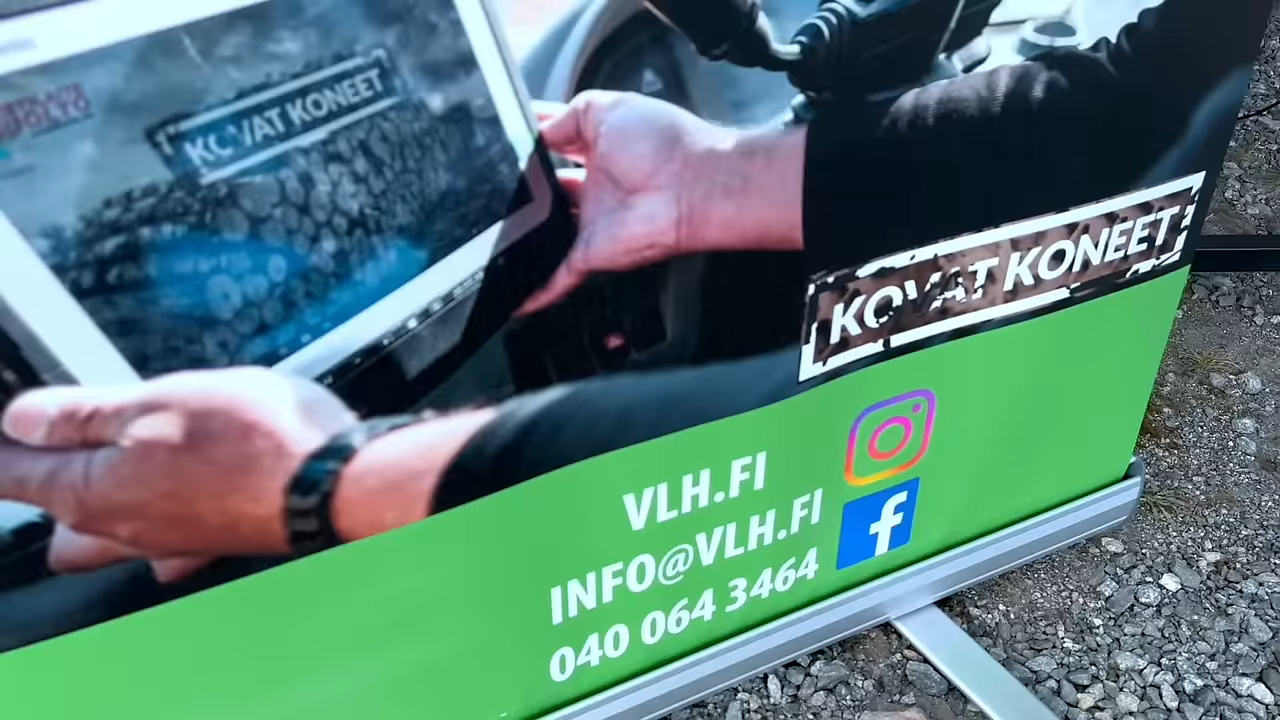 KOVAT KONEET
KOVAT KONEET
VLH.FI
INFO@VLH.FI
040 064 3464